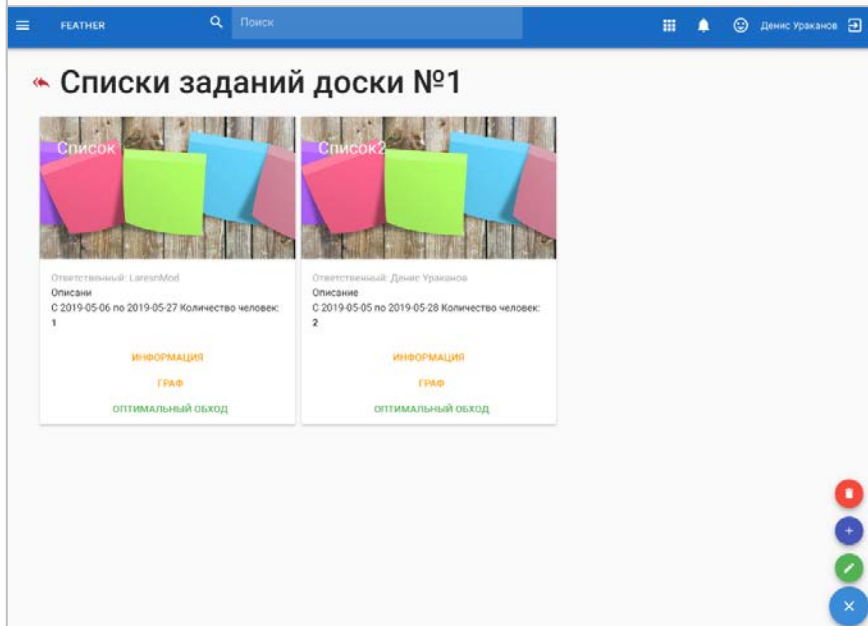 FEATHER
Поиск
Денис Ураканов
Списки заданий доски №1
Список
Список2
Ответственный: LaresnMod
Описани
С 2019-05-06 по 2019-05-27 Количество человек:
1
ИНФОРМАЦИЯ
ГРАФ
ОПТИМАЛЬНЫЙ ОБХОД
Ответственный: Денис Ураканов
Описание
С 2019-05-05 по 2019-05-28 Количество человек:
2
ИНФОРМАЦИЯ
ГРАФ
ОПТИМАЛЬНЫЙ ОБХОД